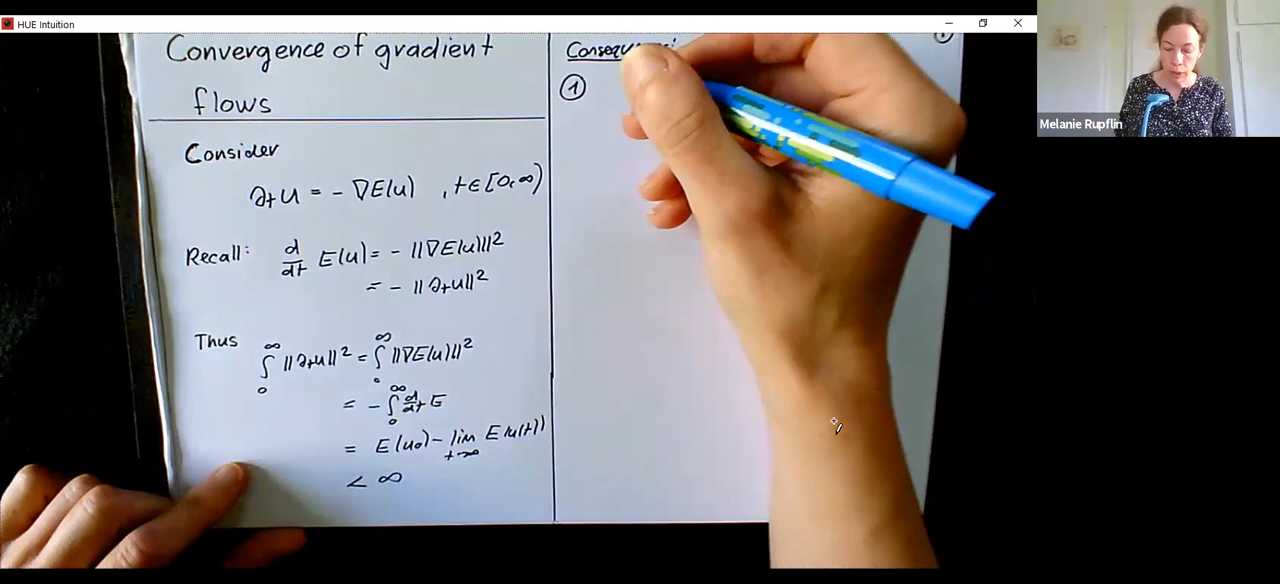 HUE Intuition
Convergence of gradient
flows
Consider
∂ₜu = - ∇E(u) , t∈[0,∞)
Recall: d/dt E(u) = - ||∇E(u)||²
= - ||∂ₜu||²
Thus
∫₀^∞ ||∂ₜu||² = ∫₀^∞ ||∇E(u)||²
= - ∫₀^∞ d/dt E
= E(u₀) - lim t→∞ E(u(t))
< ∞
①
Melanie Rupflin